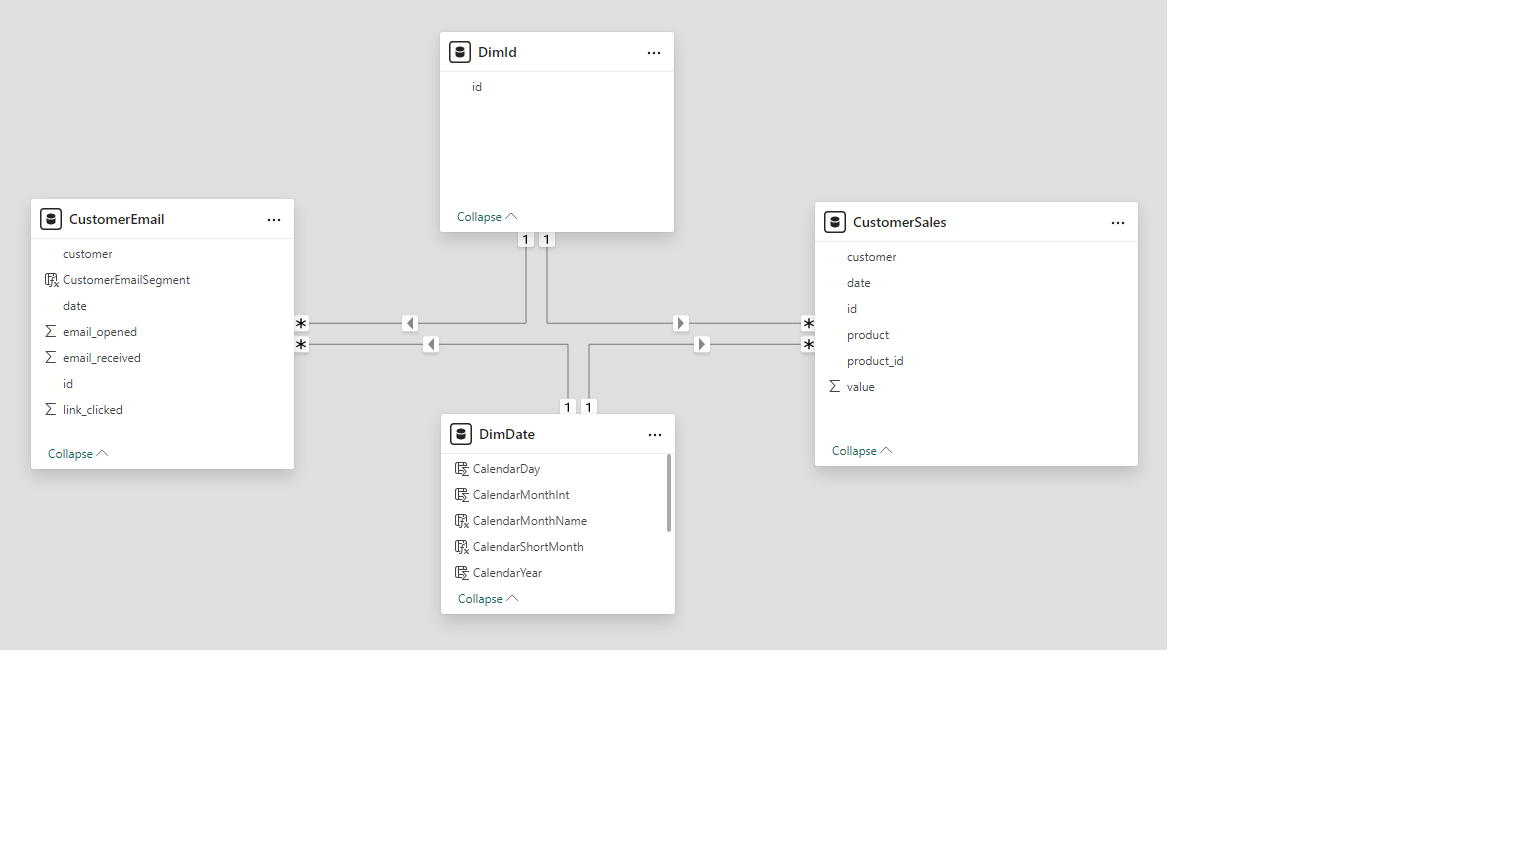 DimId
id
Collapse
1 1
CustomerEmail
customer
CustomerEmailSegment
date
email_opened
email_received
id
link_clicked
Collapse
*
*
CustomerSales
customer
date
id
product
product_id
value
Collapse
*
*
1 1
DimDate
CalendarDay
CalendarMonthInt
CalendarMonthName
CalendarShortMonth
CalendarYear
Collapse